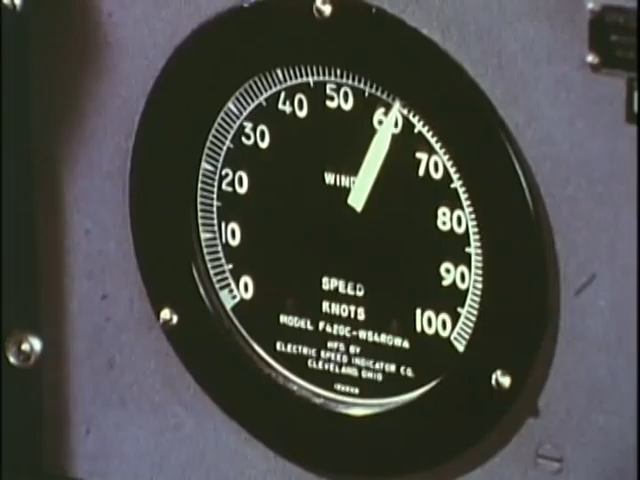 0
10
20
30
40
50
60
70
80
90
100
WIND
SPEED
KNOTS
MODEL F420C-WSARDWA
MFG BY
ELECTRIC SPEED INDICATOR CO.
CLEVELAND OHIO